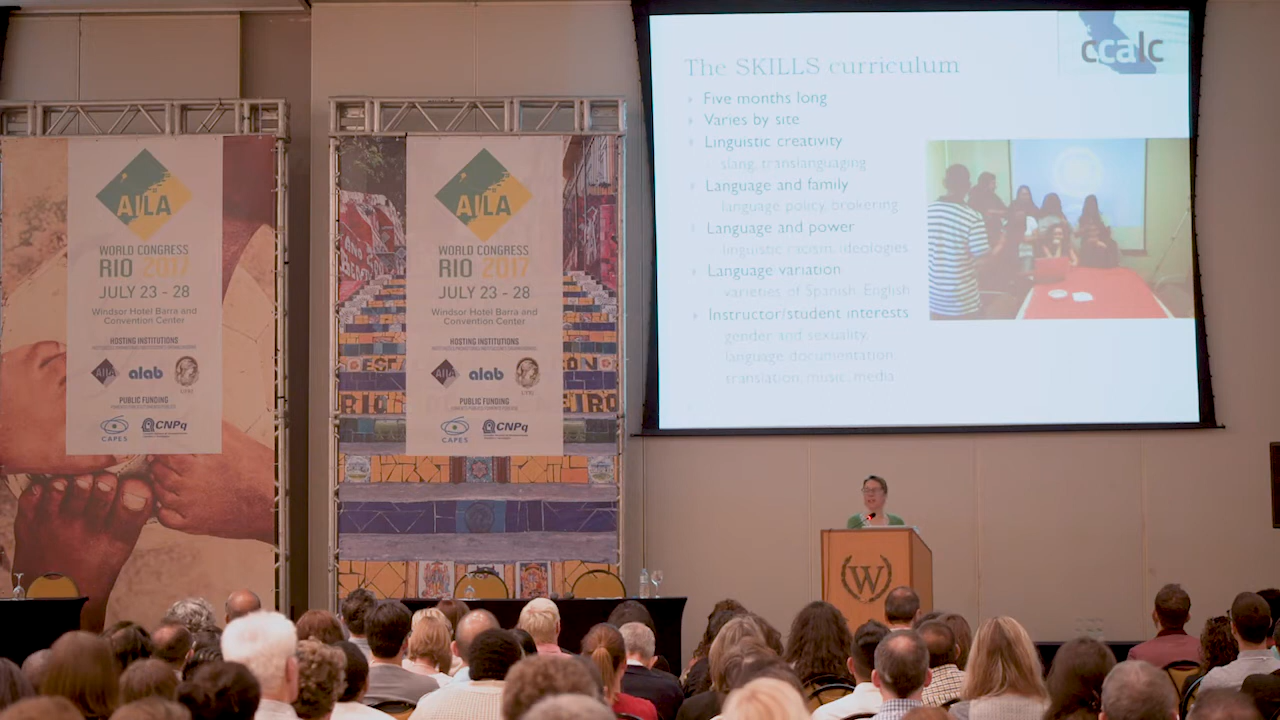 AILA
WORLD CONGRESS
RIO 2017
JULY 23 - 28
Windsor Hotel Barra and
Convention Center
HOSTING INSTITUTIONS
AILA
alab
PUBLIC FUNDING
CAPES
CNPq
AILA
WORLD CONGRESS
RIO 2017
JULY 23 - 28
Windsor Hotel Barra and
Convention Center
HOSTING INSTITUTIONS
AILA
alab
PUBLIC FUNDING
CAPES
CNPq
RIO
ccalc
The SKILLS curriculum
Five months long
Varies by site
Linguistic creativity
slang, translanguaging
Language and family
language policy, brokering
Language and power
linguistic racism, ideologies
Language variation
varieties of Spanish, English
Instructor/student interests
gender and sexuality,
language documentation,
translation, music, media
W